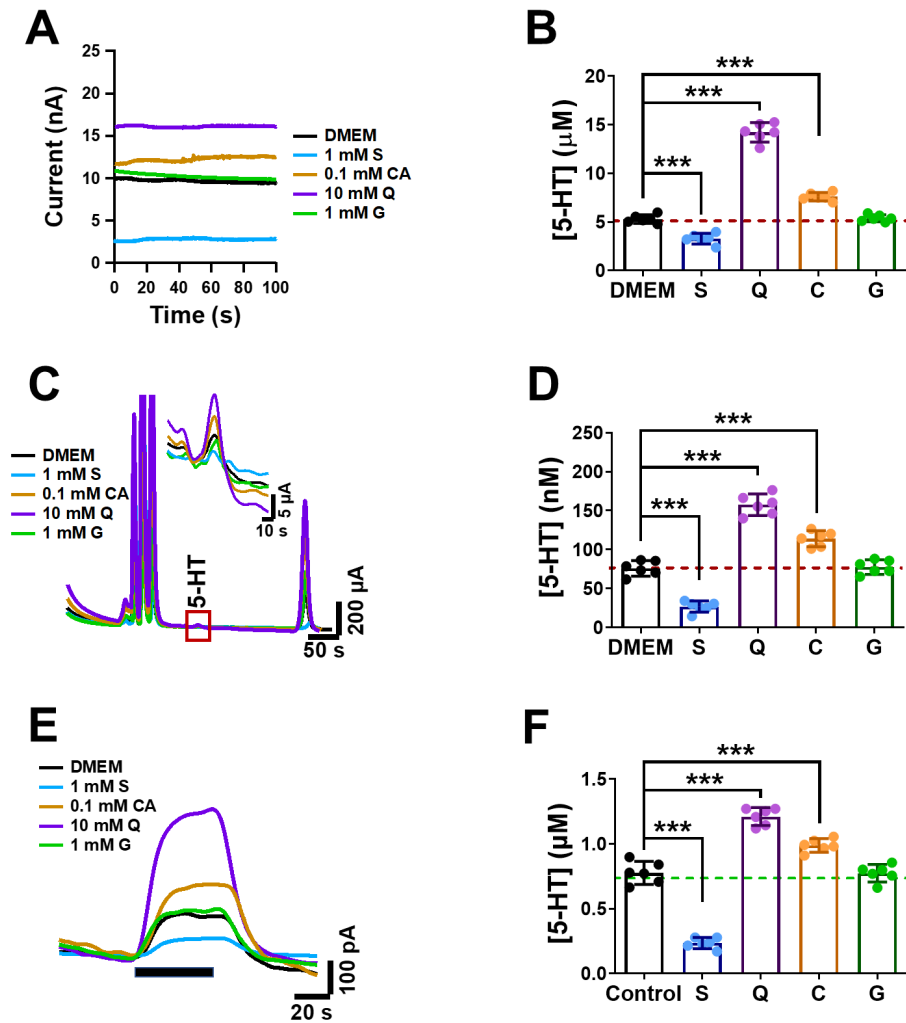 A
Current (nA)
25
20
15
10
5
0
0 20 40 60 80 100
Time (s)
DMEM
1 mM S
0.1 mM CA
10 mM Q
1 mM G
B
[5-HT] (μM)
20
15
10
5
0
***
***
***
DMEM S Q C G
C
DMEM
1 mM S
0.1 mM CA
10 mM Q
1 mM G
5 μA
10 s
5-HT
200 μA
50 s
D
[5-HT] (nM)
250
200
150
100
50
0
***
***
***
DMEM S Q C G
E
DMEM
1 mM S
0.1 mM CA
10 mM Q
1 mM G
100 pA
20 s
F
[5-HT] (μM)
1.5
1.0
0.5
0.0
***
***
***
Control S Q C G